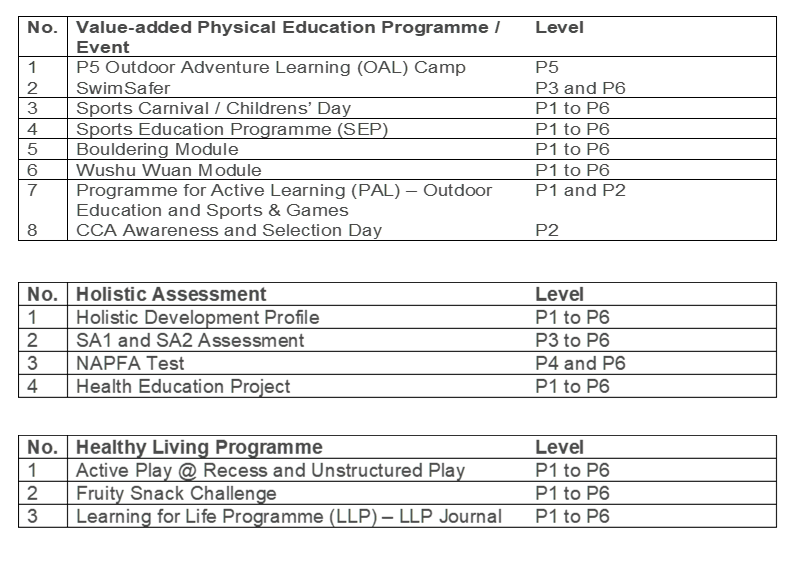 No. Value-added Physical Education Programme / Level
Event
1 P5 Outdoor Adventure Learning (OAL) Camp P5
2 SwimSafer P3 and P6
3 Sports Carnival / Childrens’ Day P1 to P6
4 Sports Education Programme (SEP) P1 to P6
5 Bouldering Module P1 to P6
6 Wushu Wuan Module P1 to P6
7 Programme for Active Learning (PAL) – Outdoor P1 and P2
Education and Sports & Games
8 CCA Awareness and Selection Day P2
No. Holistic Assessment Level
1 Holistic Development Profile P1 to P6
2 SA1 and SA2 Assessment P3 to P6
3 NAPFA Test P4 and P6
4 Health Education Project P1 to P6
No. Healthy Living Programme Level
1 Active Play @ Recess and Unstructured Play P1 to P6
2 Fruity Snack Challenge P1 to P6
3 Learning for Life Programme (LLP) – LLP Journal P1 to P6